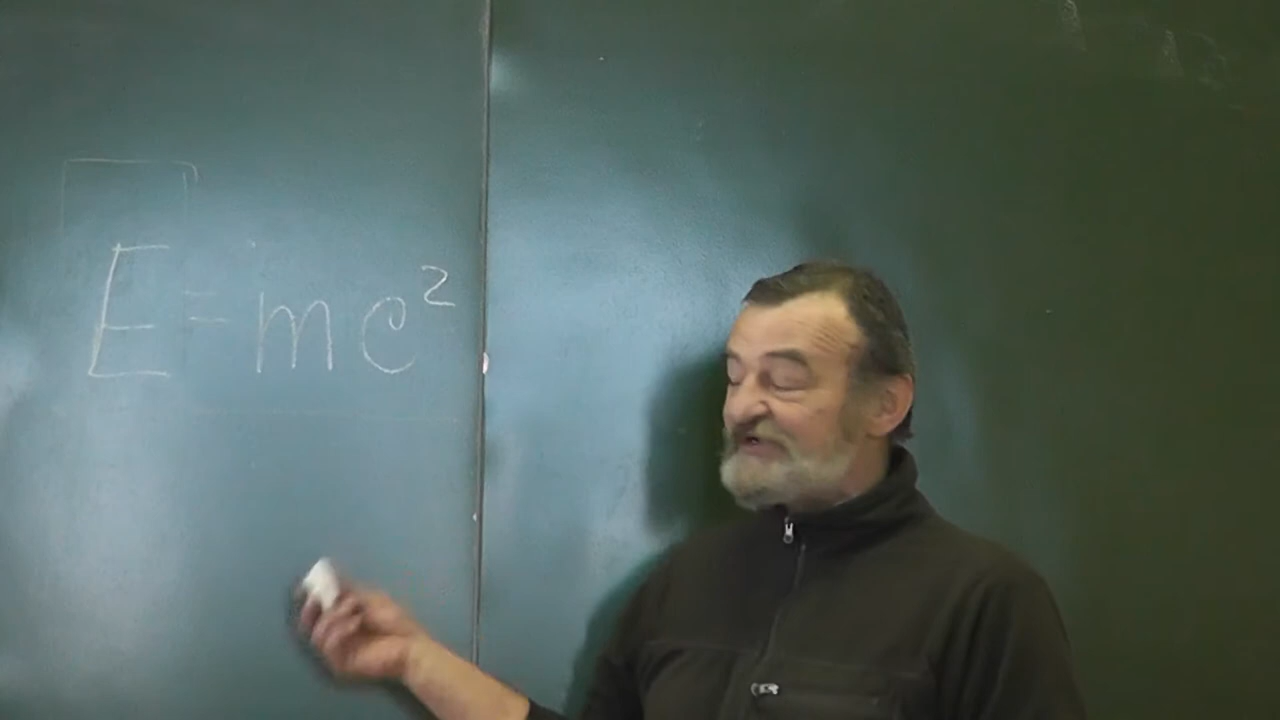 E = mc²